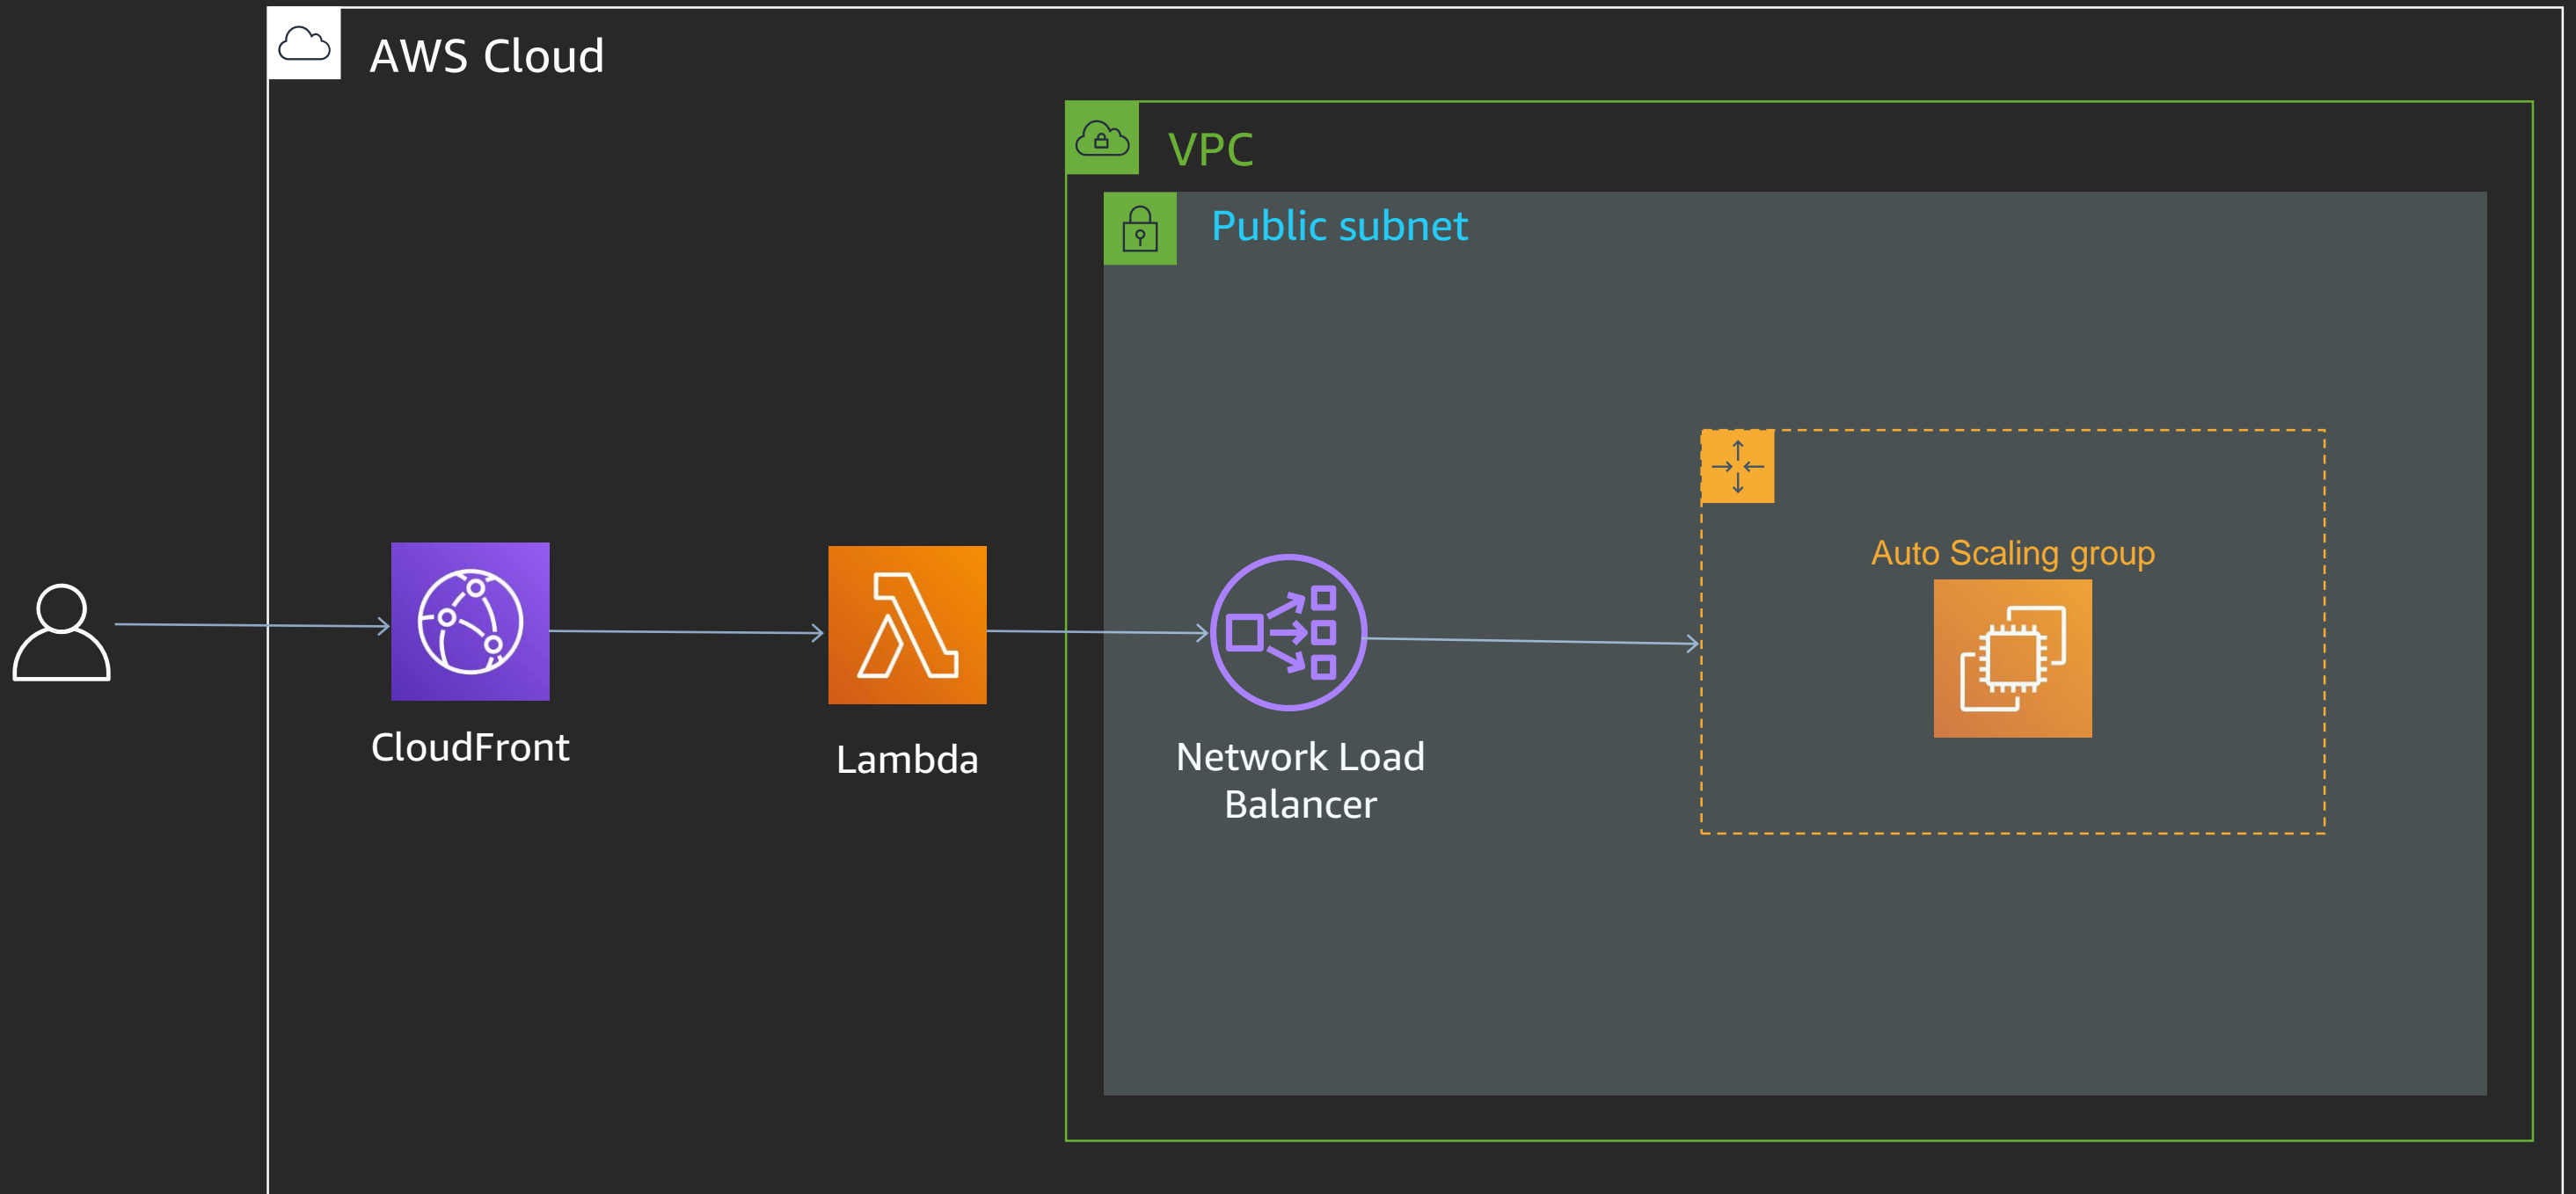 AWS Cloud
VPC
Public subnet
Auto Scaling group
CloudFront
Lambda
Network Load
Balancer